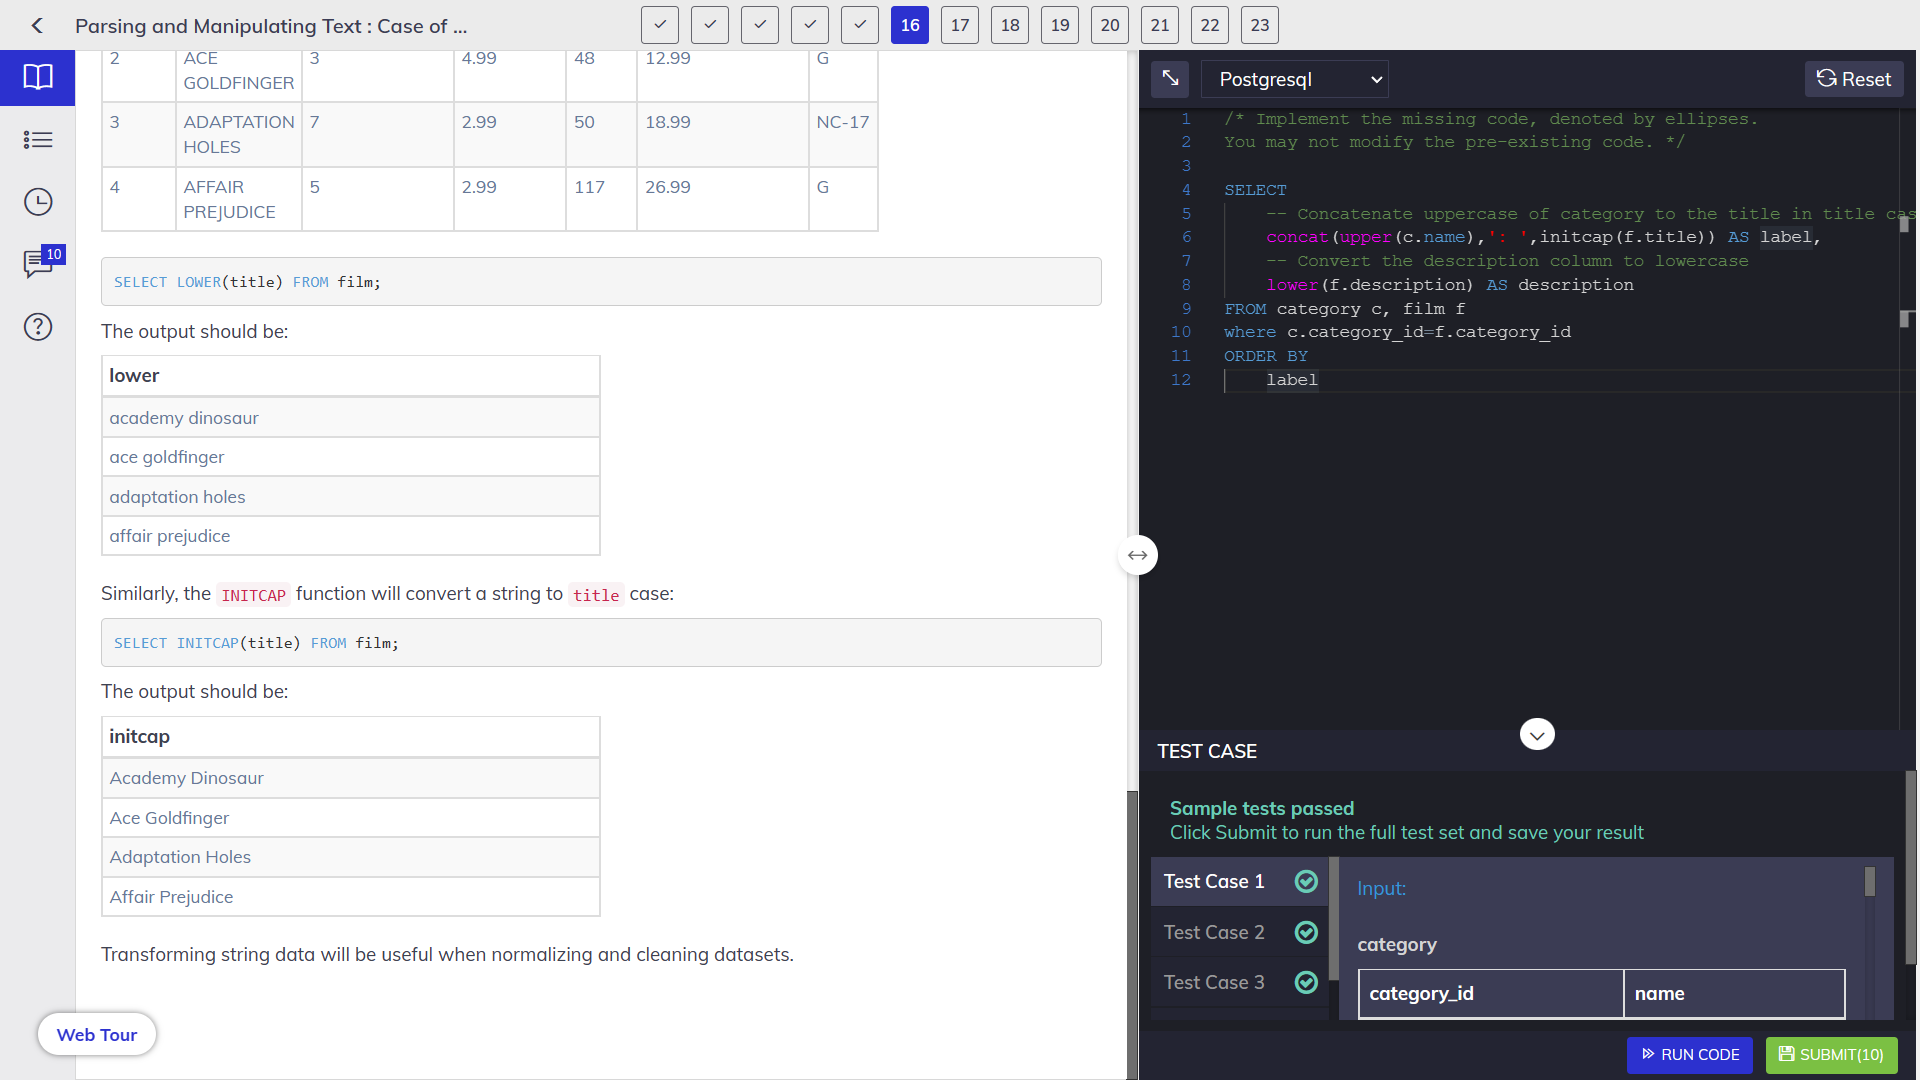 Parsing and Manipulating Text : Case of ...
16 17 18 19 20 21 22 23
2 ACE GOLDFINGER 3 4.99 48 12.99 G
3 ADAPTATION HOLES 7 2.99 50 18.99 NC-17
4 AFFAIR PREJUDICE 5 2.99 117 26.99 G
10
SELECT LOWER(title) FROM film;
The output should be:
lower
academy dinosaur
ace goldfinger
adaptation holes
affair prejudice
Similarly, the INITCAP function will convert a string to title case:
SELECT INITCAP(title) FROM film;
The output should be:
initcap
Academy Dinosaur
Ace Goldfinger
Adaptation Holes
Affair Prejudice
Transforming string data will be useful when normalizing and cleaning datasets.
Web Tour
Postgresql
Reset
1 /* Implement the missing code, denoted by ellipses.
2 You may not modify the pre-existing code. */
3
4 SELECT
5 -- Concatenate uppercase of category to the title in title cas
6 concat(upper(c.name),': ',initcap(f.title)) AS label,
7 -- Convert the description column to lowercase
8 lower(f.description) AS description
9 FROM category c, film f
10 where c.category_id=f.category_id
11 ORDER BY
12 label
TEST CASE
Sample tests passed
Click Submit to run the full test set and save your result
Test Case 1
Test Case 2
Test Case 3
Input:
category
category_id name
RUN CODE
SUBMIT(10)